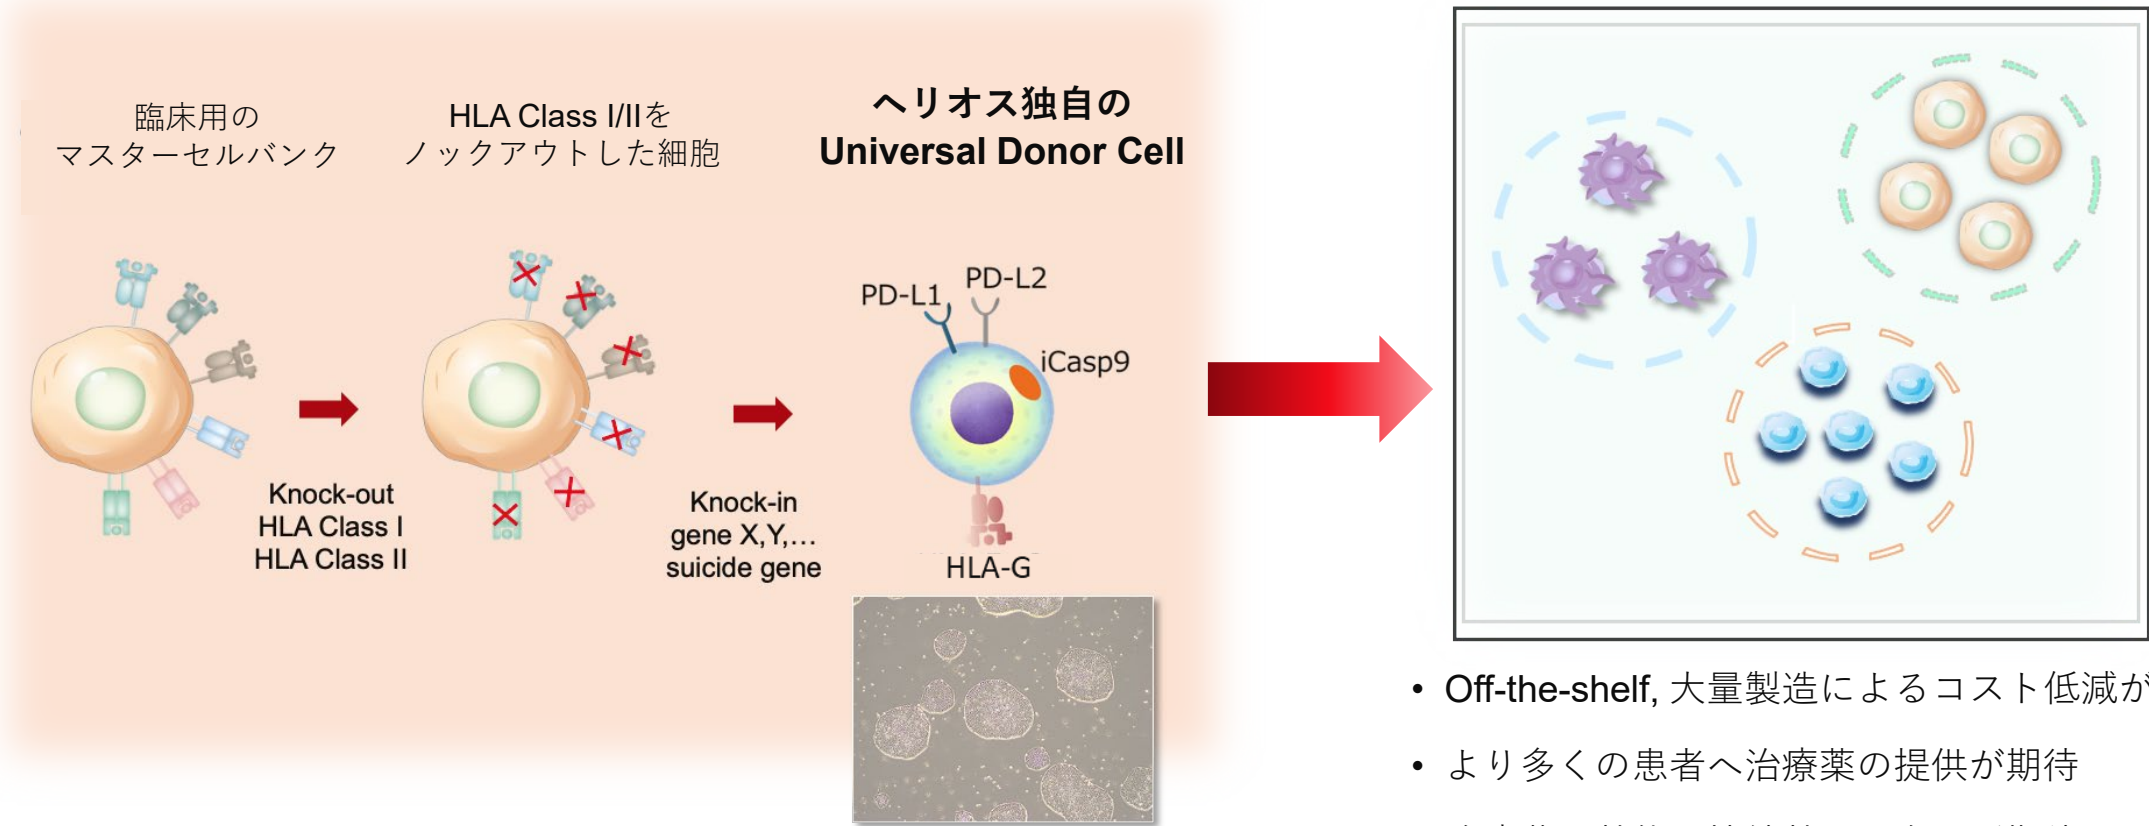 臨床用の
マスターセルバンク
HLA Class I/IIを
ノックアウトした細胞
ヘリオス独自の
Universal Donor Cell
Knock-out
HLA Class I
HLA Class II
Knock-in
gene X,Y,…
suicide gene
PD-L1
PD-L2
iCasp9
HLA-G
• Off-the-shelf, 大量製造によるコスト低減が
• より多くの患者へ治療薬の提供が期待